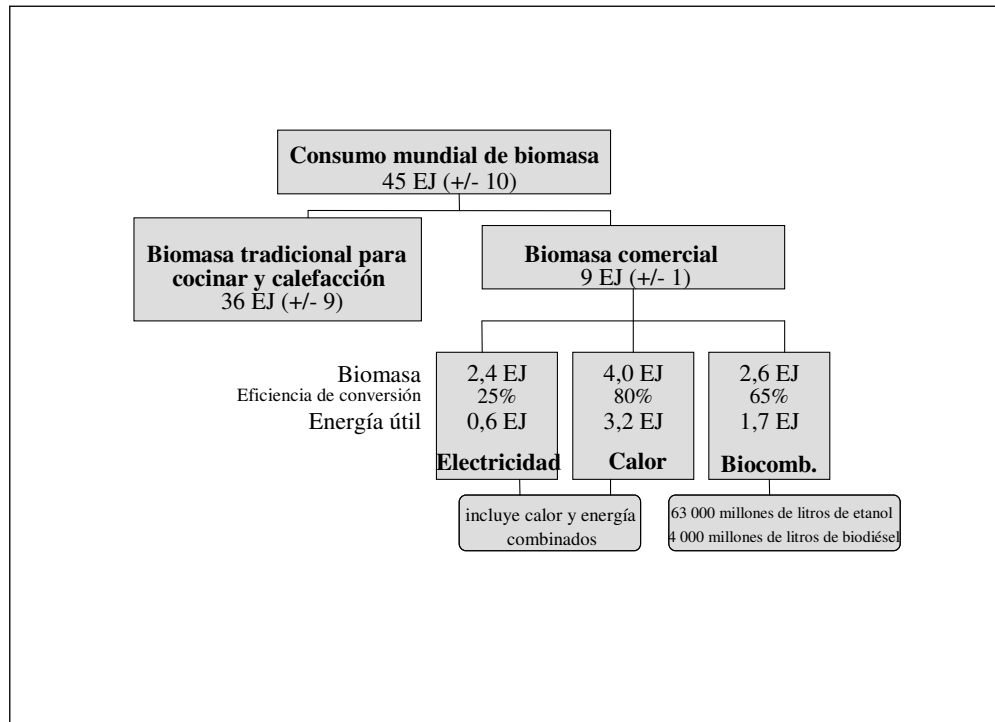 Consumo mundial de biomasa
45 EJ (+/- 10)
Biomasa tradicional para
cocinar y calefacción
36 EJ (+/- 9)
Biomasa comercial
9 EJ (+/- 1)
Biomasa 2,4 EJ 4,0 EJ 2,6 EJ
Eficiencia de conversión 25% 80% 65%
Energía útil 0,6 EJ 3,2 EJ 1,7 EJ
Electricidad Calor Biocomb.
incluye calor y energía
combinados
63 000 millones de litros de etanol
4 000 millones de litros de biodiésel